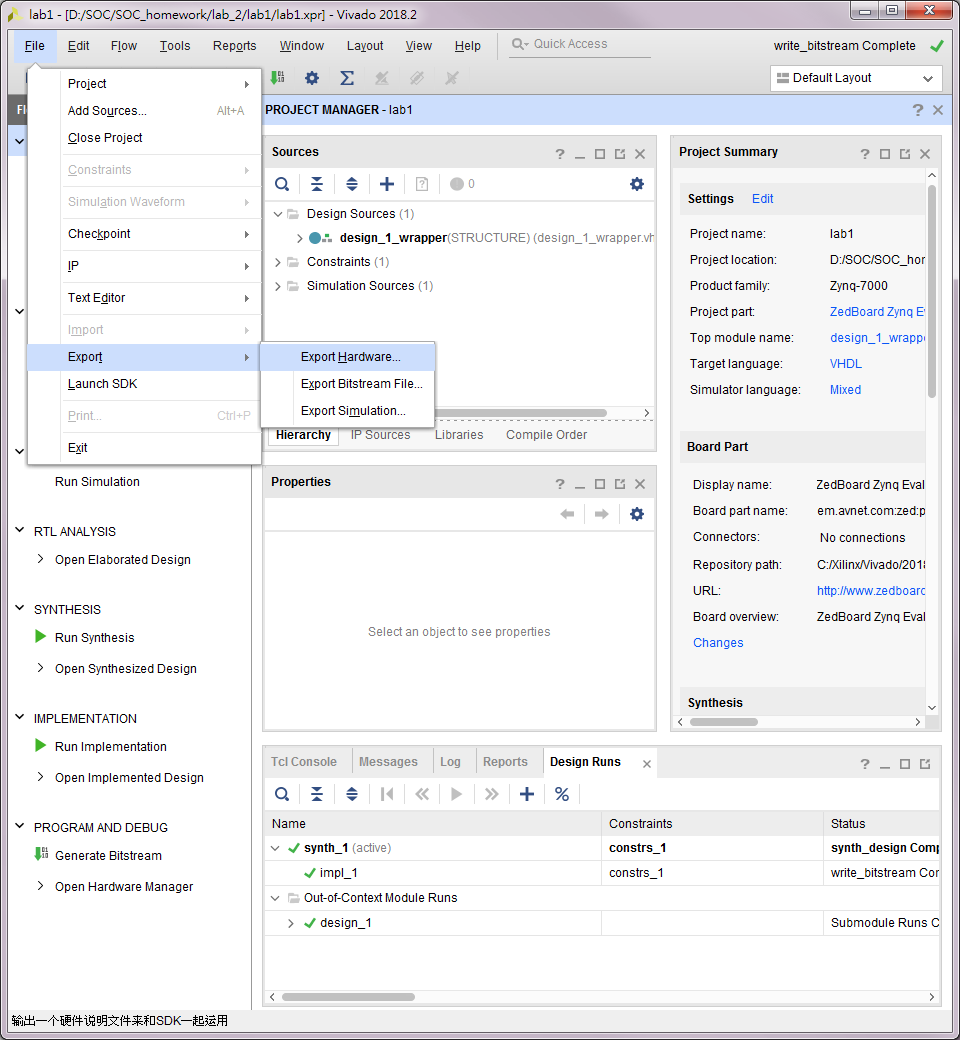 lab1 - [D:/SOC/SOC_homework/lab_2/lab1/lab1.xpr] - Vivado 2018.2
File Edit Flow Tools Reports Window Layout View Help
Quick Access
write_bitstream Complete
Default Layout
Project
Add Sources... Alt+A
Close Project
Constraints
Simulation Waveform
Checkpoint
IP
Text Editor
Import
Export
Launch SDK
Print... Ctrl+P
Exit
Export Hardware...
Export Bitstream File...
Export Simulation...
Run Simulation
RTL ANALYSIS
Open Elaborated Design
SYNTHESIS
Run Synthesis
Open Synthesized Design
IMPLEMENTATION
Run Implementation
Open Implemented Design
PROGRAM AND DEBUG
Generate Bitstream
Open Hardware Manager
PROJECT MANAGER - lab1
Sources
0
Design Sources (1)
design_1_wrapper(STRUCTURE) (design_1_wrapper.vh
Constraints (1)
Simulation Sources (1)
Hierarchy IP Sources Libraries Compile Order
Properties
Select an object to see properties
Project Summary
Settings Edit
Project name: lab1
Project location: D:/SOC/SOC_hor
Product family: Zynq-7000
Project part: ZedBoard Zynq E
Top module name: design_1_wrappe
Target language: VHDL
Simulator language: Mixed
Board Part
Display name: ZedBoard Zynq Eval
Board part name: em.avnet.com:zed:p
Connectors: No connections
Repository path: C:/Xilinx/Vivado/2018
URL: http://www.zedboard
Board overview: ZedBoard Zynq Eval
Changes
Synthesis
Tcl Console Messages Log Reports Design Runs
Name Constraints Status
synth_1 (active) constrs_1 synth_design Comp
impl_1 constrs_1 write_bitstream Con
Out-of-Context Module Runs
design_1 Submodule Runs C
输出一个硬件说明文件来和SDK一起运用